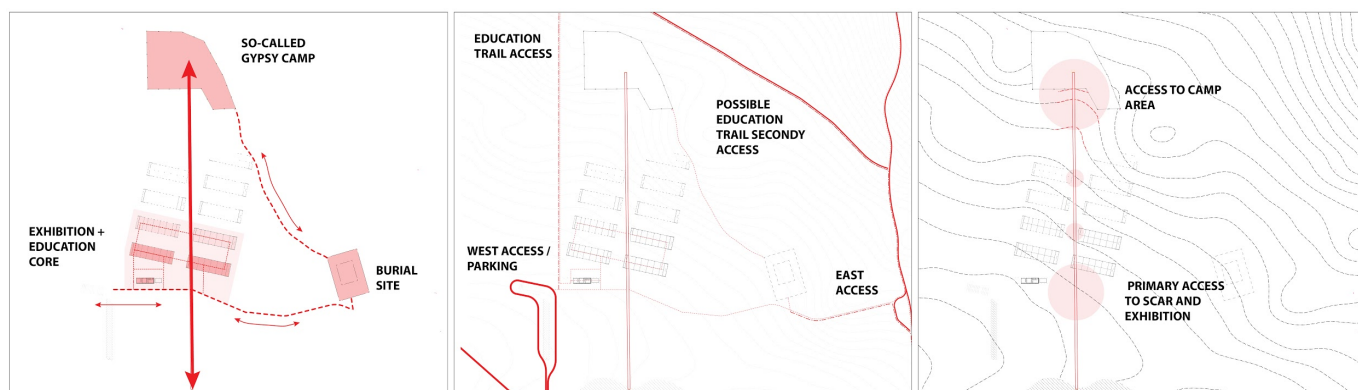 SO-CALLED
GYPSY CAMP
EXHIBITION +
EDUCATION
CORE
BURIAL
SITE
EDUCATION
TRAIL ACCESS
POSSIBLE
EDUCATION
TRAIL SECONDY
ACCESS
WEST ACCESS /
PARKING
EAST
ACCESS
ACCESS TO CAMP
AREA
PRIMARY ACCESS
TO SCAR AND
EXHIBITION